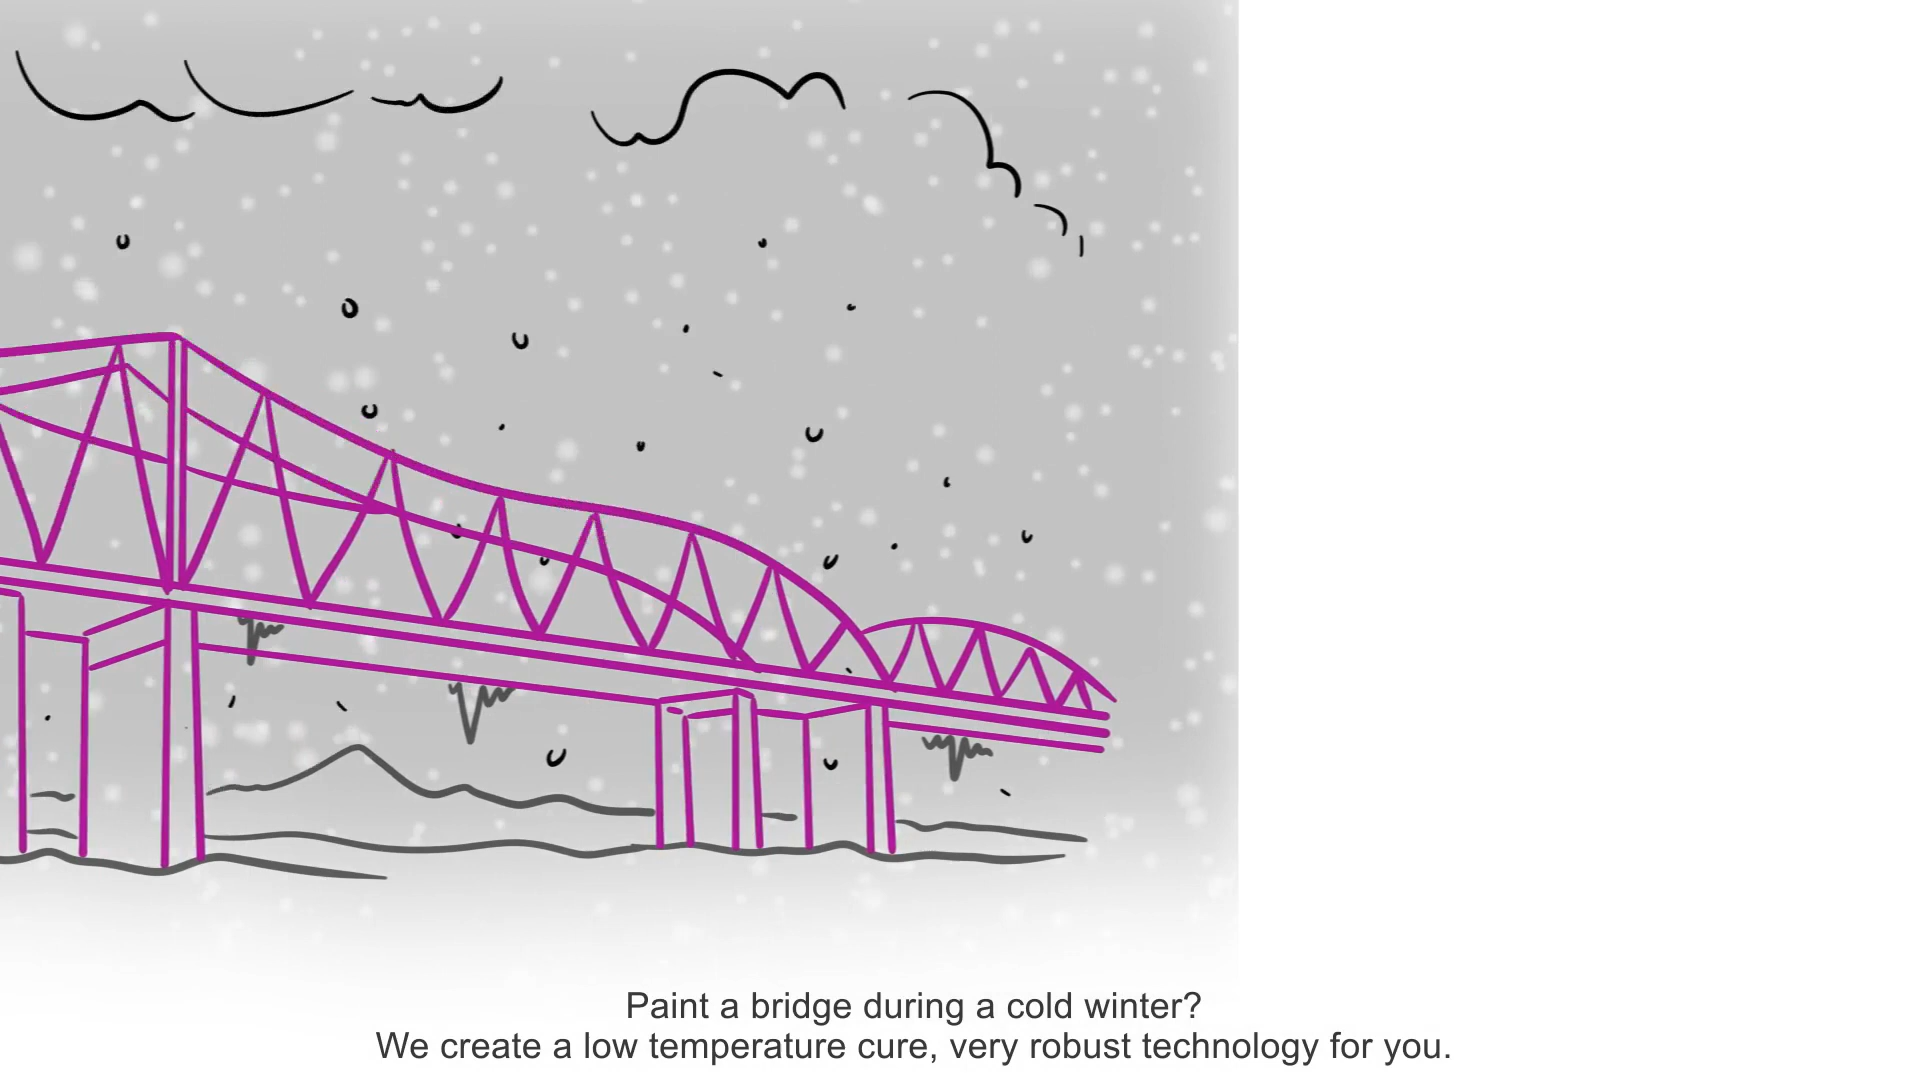 Paint a bridge during a cold winter?
We create a low temperature cure, very robust technology for you.